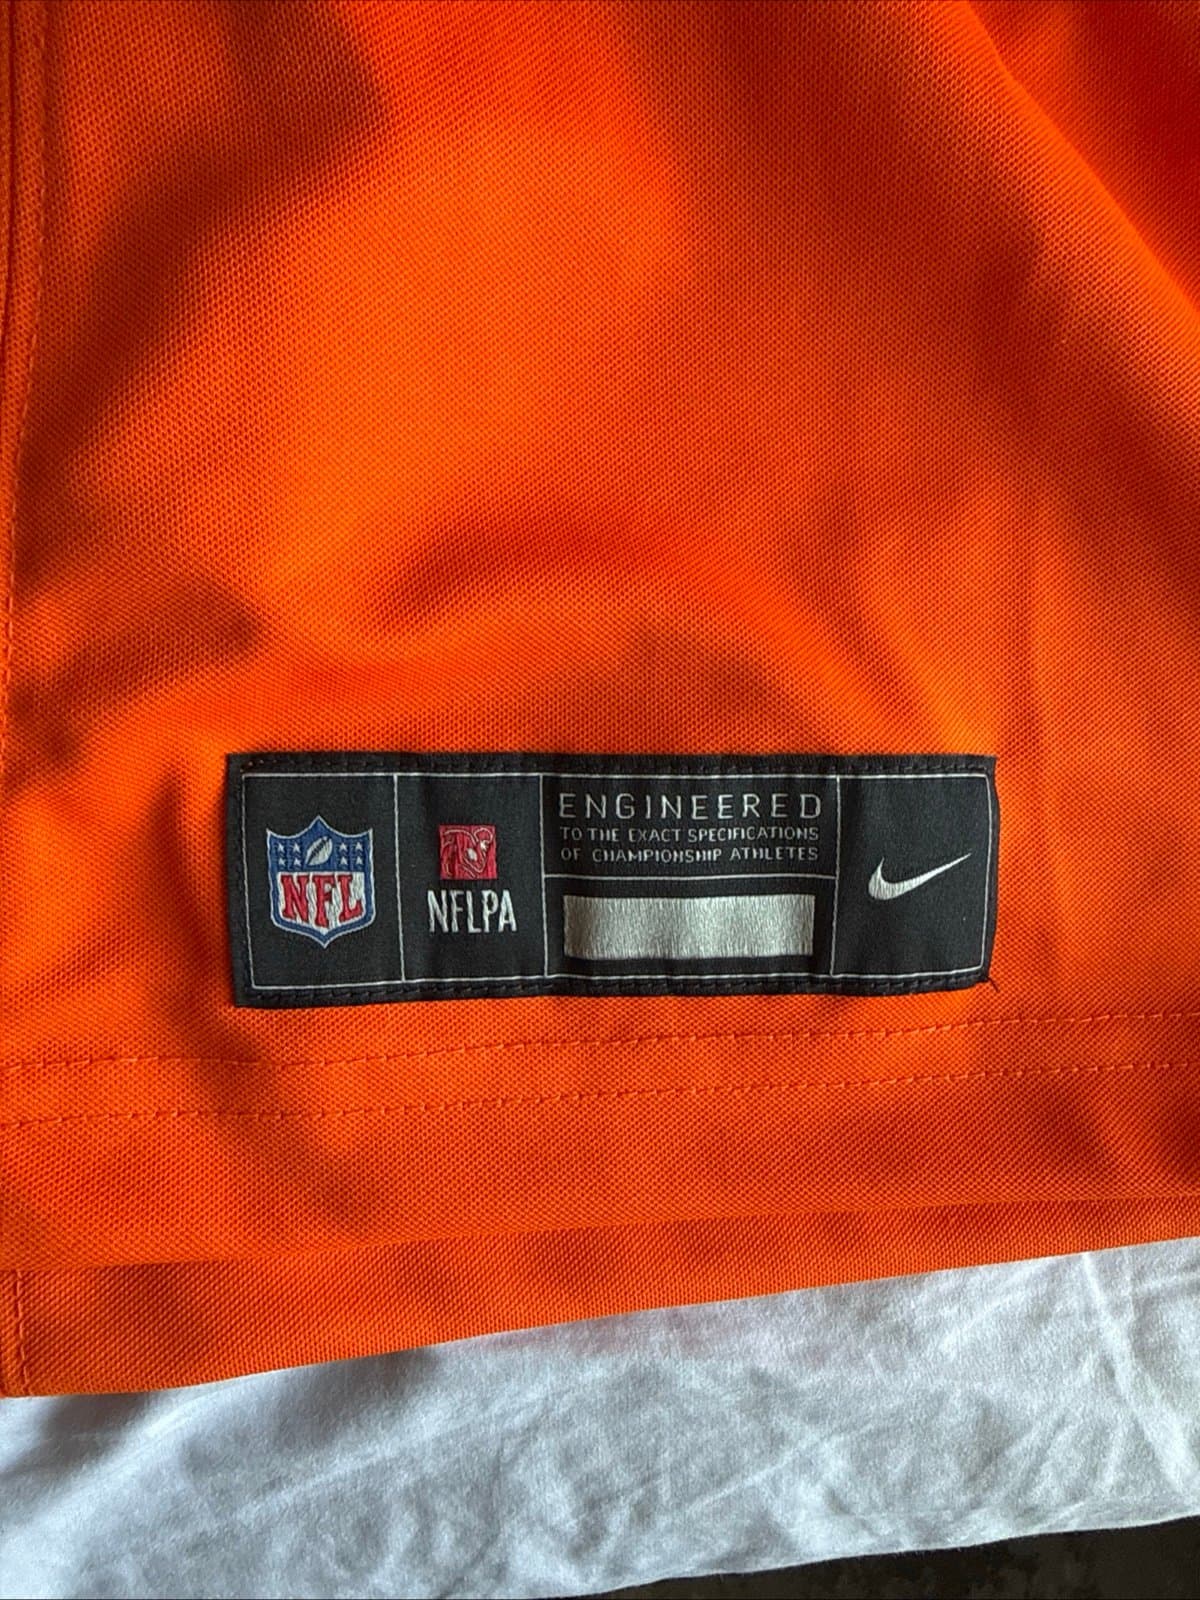 NFL
NFLPA
ENGINEERED
TO THE EXACT SPECIFICATIONS
OF CHAMPIONSHIP ATHLETES